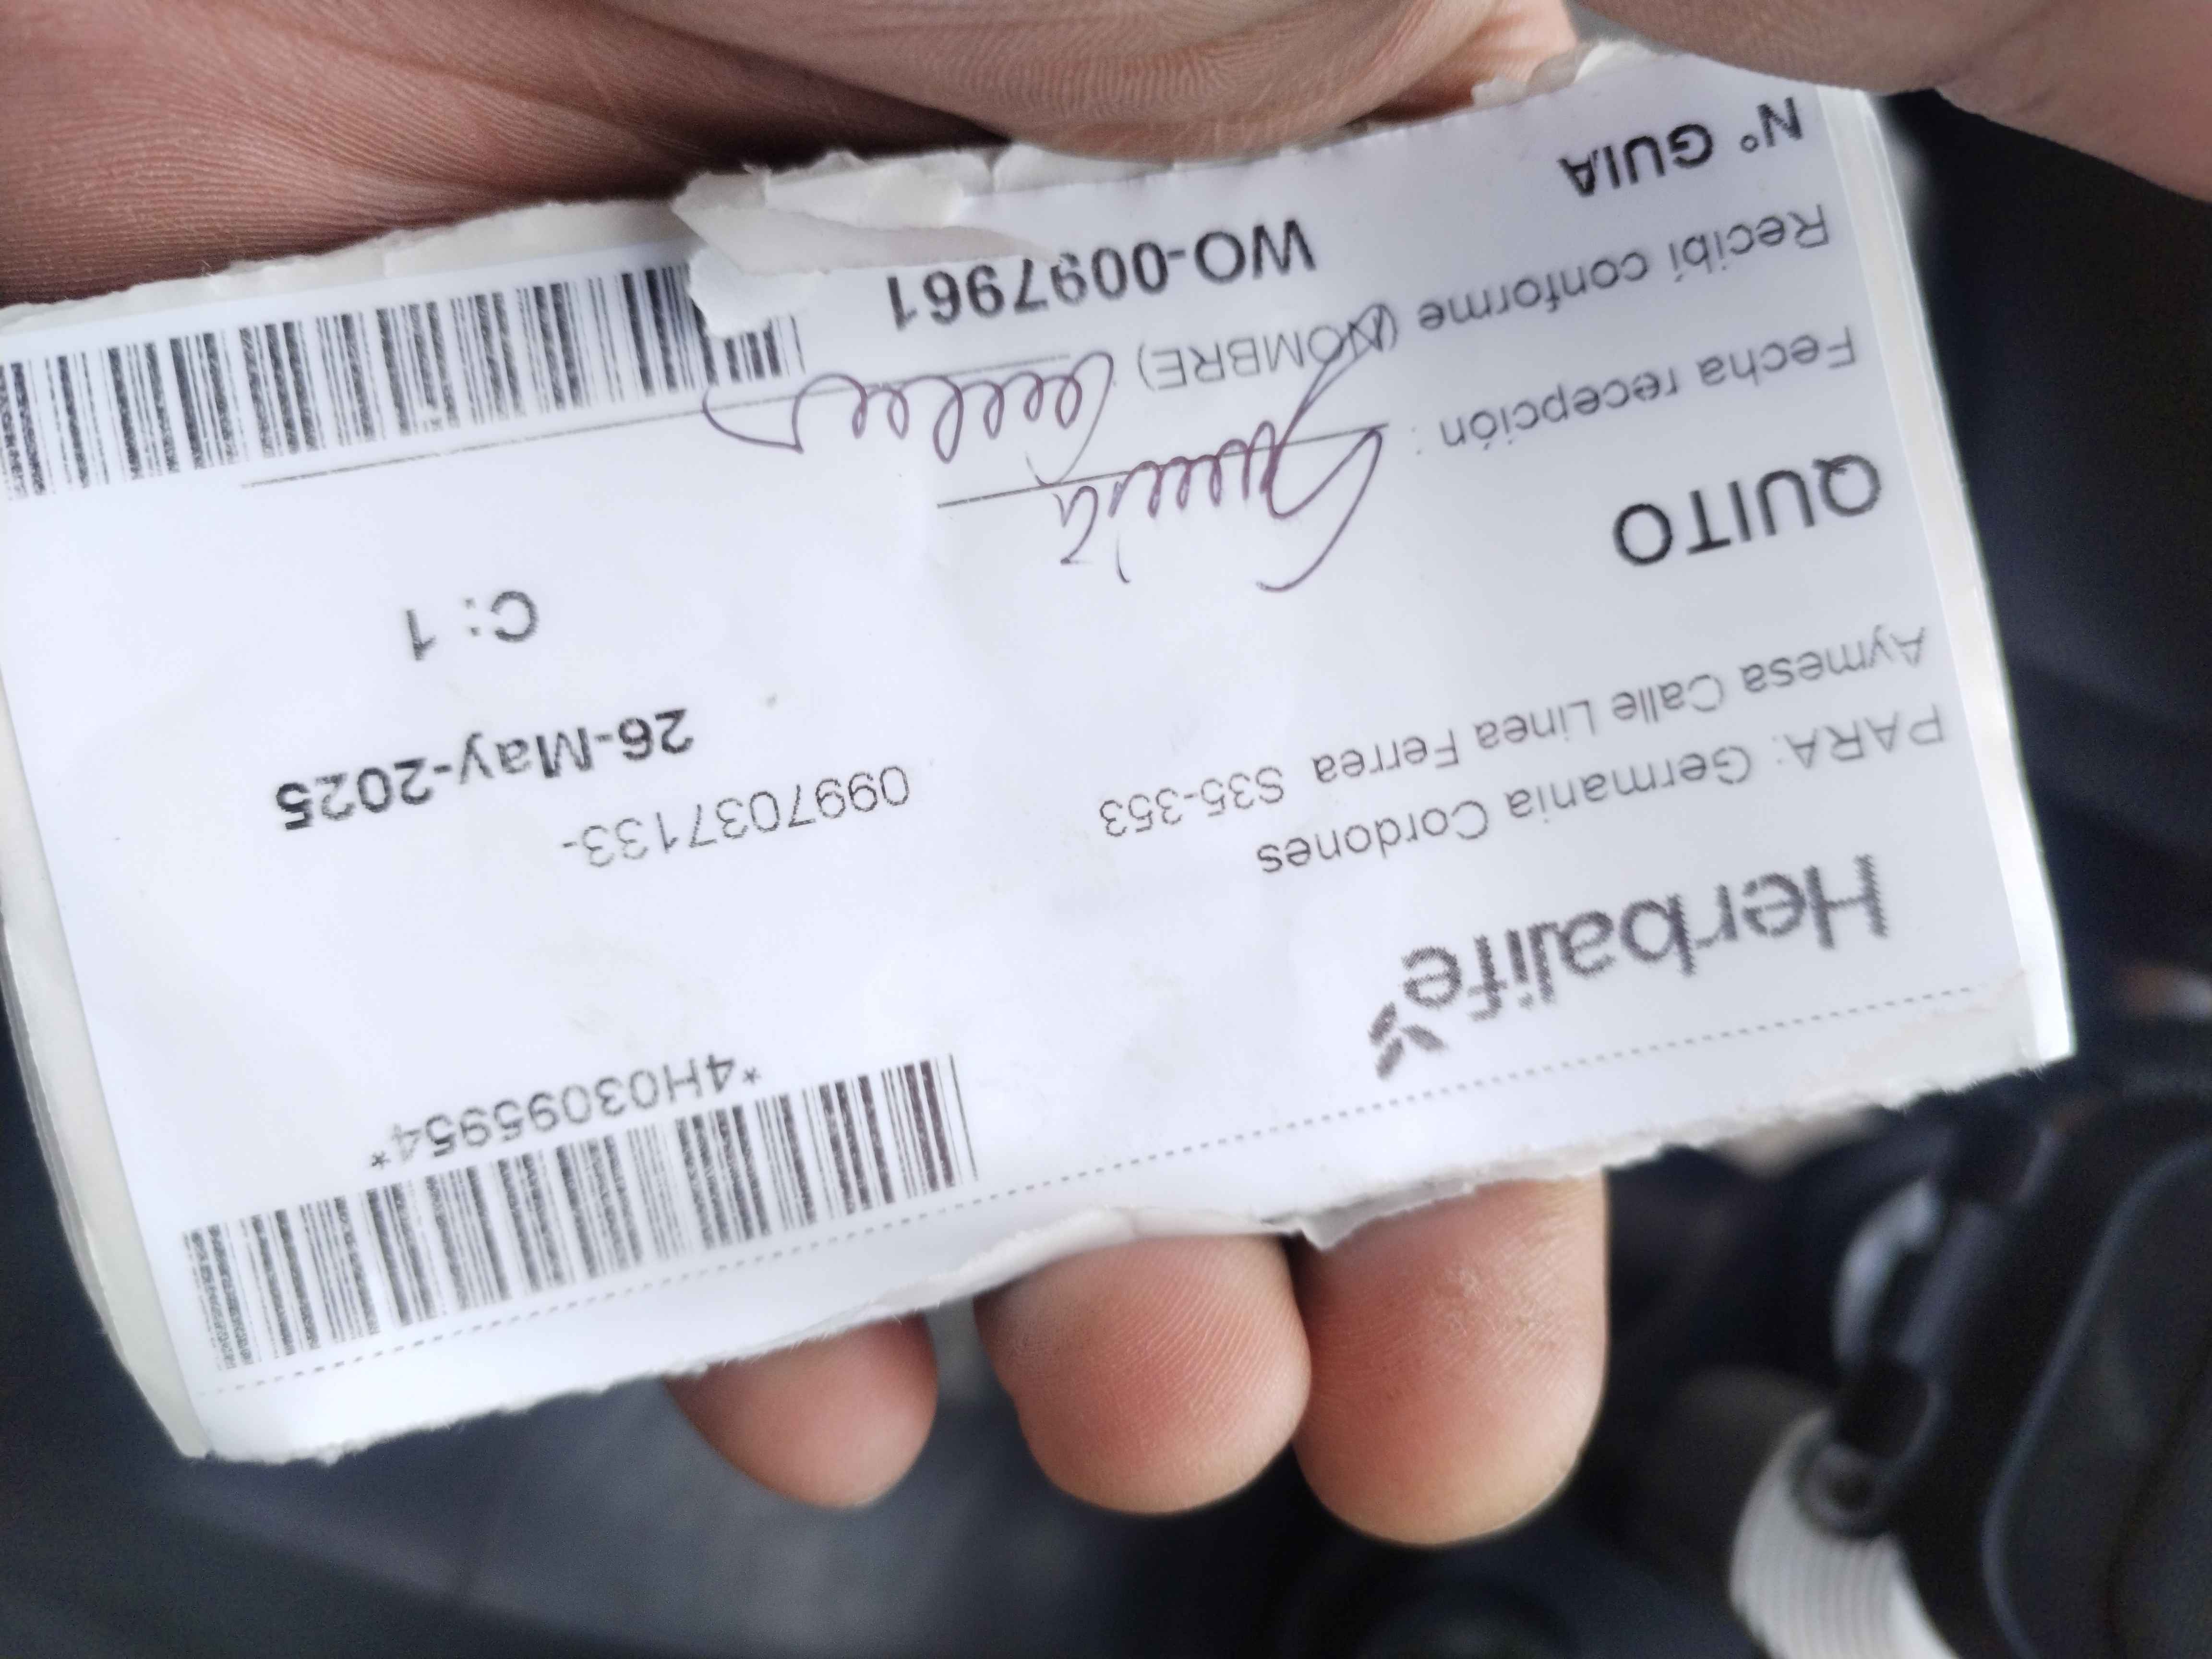 Herbalife
*4H03095954*
PARA: Germania Cordones
0997037133-
Aymesa Calle Linea Ferrea S35-353
26-May-2025
QUITO
C: 1
Fecha recepción :
Recibí conforme (NOMBRE)
N° GUIA
WO-0097961